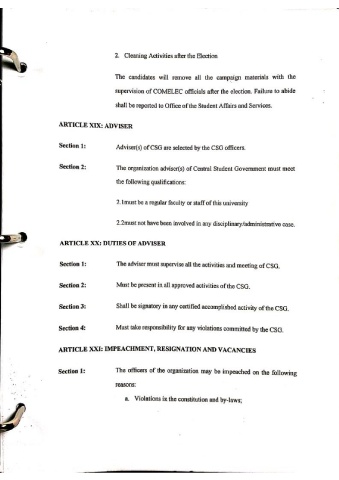 2. Cleaning Activities after the Election
The candidates will remove all the campaign materials with the
supervision of COMELEC officials after the election. Failure to abide
shall be reported to Office of the Student Affairs and Services.
ARTICLE XIX: ADVISER
Section 1: Adviser(s) of CSG are selected by the CSG officers.
Section 2: The organization adviser(s) of Central Student Government must meet
the following qualifications:
2.1must be a regular faculty or staff of this university
2.2must not have been involved in any disciplinary/administrative case.
ARTICLE XX: DUTIES OF ADVISER
Section 1: The adviser must supervise all the activities and meeting of CSG.
Section 2: Must be present in all approved activities of the CSG.
Section 3: Shall be signatory in any certified accomplished activity of the CSG.
Section 4: Must take responsibility for any violations committed by the CSG.
ARTICLE XXI: IMPEACHMENT, RESIGNATION AND VACANCIES
Section 1: The officers of the organization may be impeached on the following
reasons:
a. Violations in the constitution and by-laws;